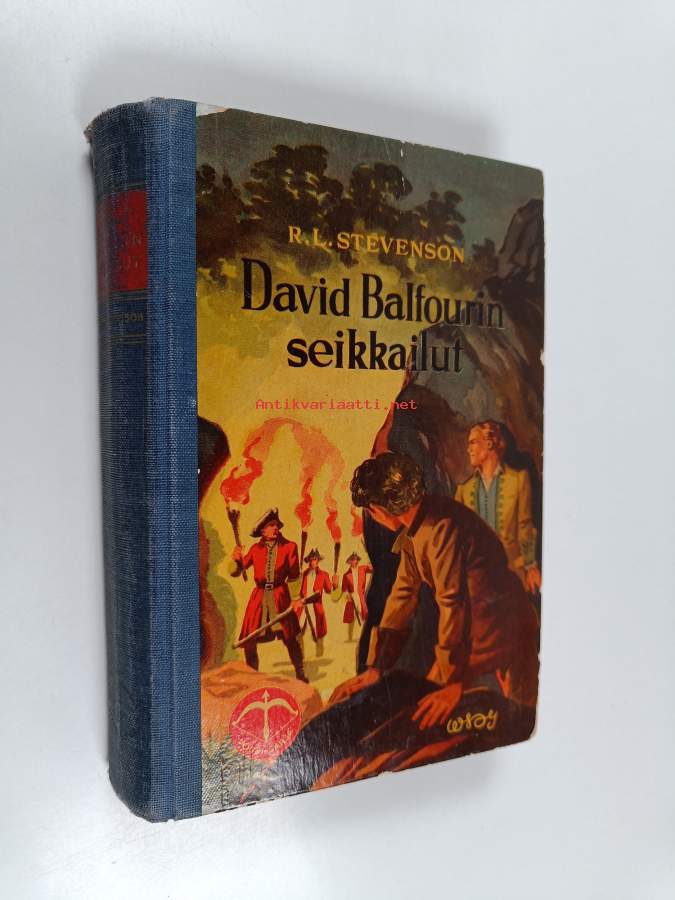 R. L. STEVENSON
David Balfourin
seikkailut
Antikvariaatti.net